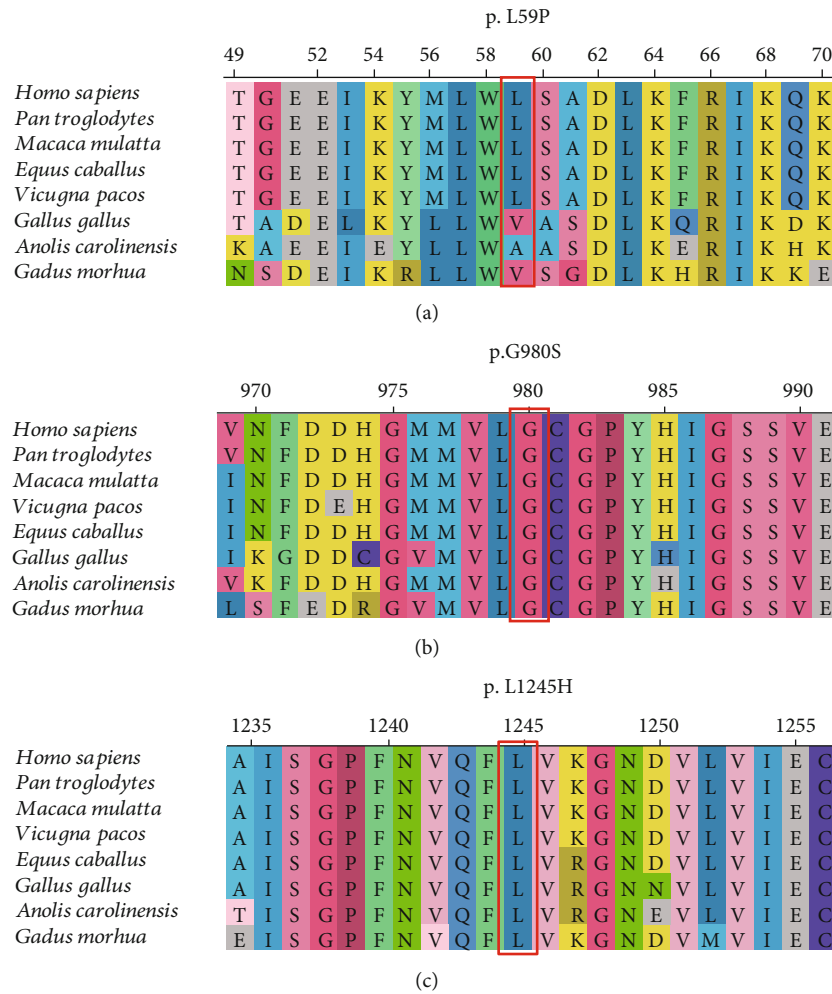 p. L59P
49 52 54 56 58 60 62 64 66 68 70
Homo sapiens T G E E I K Y M L W L S A D L K F R I K Q K
Pan troglodytes T G E E I K Y M L W L S A D L K F R I K Q K
Macaca mulatta T G E E I K Y M L W L S A D L K F R I K Q K
Equus caballus T G E E I K Y M L W L S A D L K F R I K Q K
Vicugna pacos T G E E I K Y M L W L S A D L K F R I K Q K
Gallus gallus T A D E L K Y L L W V A S D L K Q R I K D K
Anolis carolinensis K A E E I E Y L L W A A S D L K E R I K H K
Gadus morhua N S D E I K R L L W V S G D L K H R I K K E
(a)
p.G980S
970 975 980 985 990
Homo sapiens V N F D D H G M M V L G C G P Y H I G S S V E
Pan troglodytes V N F D D H G M M V L G C G P Y H I G S S V E
Macaca mulatta I N F D D H G M M V L G C G P Y H I G S S V E
Vicugna pacos I N F D E H G M M V L G C G P Y H I G S S V E
Equus caballus I N F D D H G M M V L G C G P Y H I G S S V E
Gallus gallus I K G D D C G V M V L G C G P Y H I G S S V E
Anolis carolinensis V K F D D H G M M V L G C G P Y H I G S S V E
Gadus morhua L S F E D R G V M V L G C G P Y H I G S S V E
(b)
p. L1245H
1235 1240 1245 1250 1255
Homo sapiens A I S G P F N V Q F L V K G N D V L V I E C
Pan troglodytes A I S G P F N V Q F L V K G N D V L V I E C
Macaca mulatta A I S G P F N V Q F L V K G N D V L V I E C
Vicugna pacos A I S G P F N V Q F L V K G N D V L V I E C
Equus caballus A I S G P F N V Q F L V R G N D V L V I E C
Gallus gallus A I S G P F N V Q F L V R G N N V L V I E C
Anolis carolinensis T I S G P F N V Q F L V R G N E V L V I E C
Gadus morhua E I S G P F N V Q F L V K G N D V M V I E C
(c)